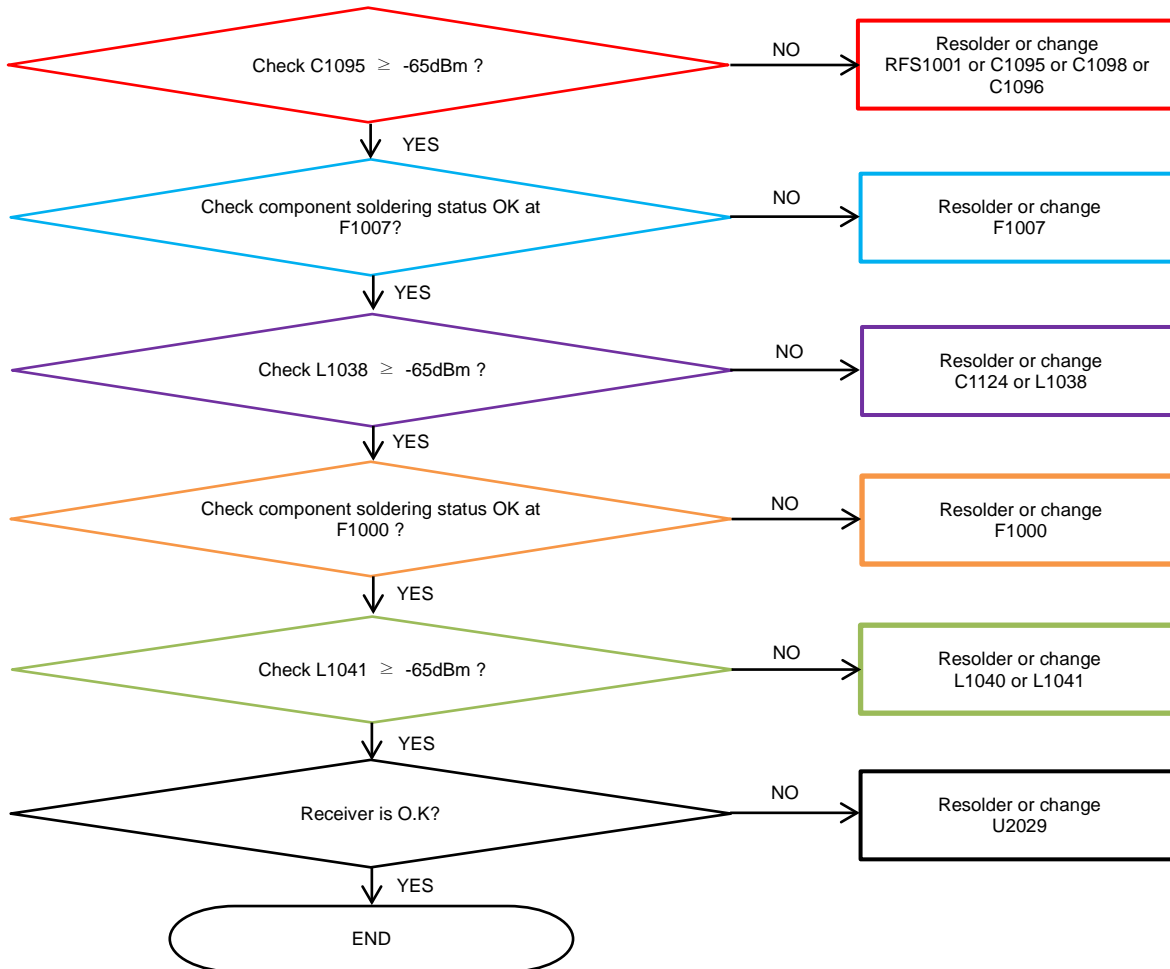 Check C1095 ≥ -65dBm ?
NO
Resolder or change
RFS1001 or C1095 or C1098 or
C1096
YES
Check component soldering status OK at
F1007?
NO
Resolder or change
F1007
YES
Check L1038 ≥ -65dBm ?
NO
Resolder or change
C1124 or L1038
YES
Check component soldering status OK at
F1000 ?
NO
Resolder or change
F1000
YES
Check L1041 ≥ -65dBm ?
NO
Resolder or change
L1040 or L1041
YES
Receiver is O.K?
NO
Resolder or change
U2029
YES
END